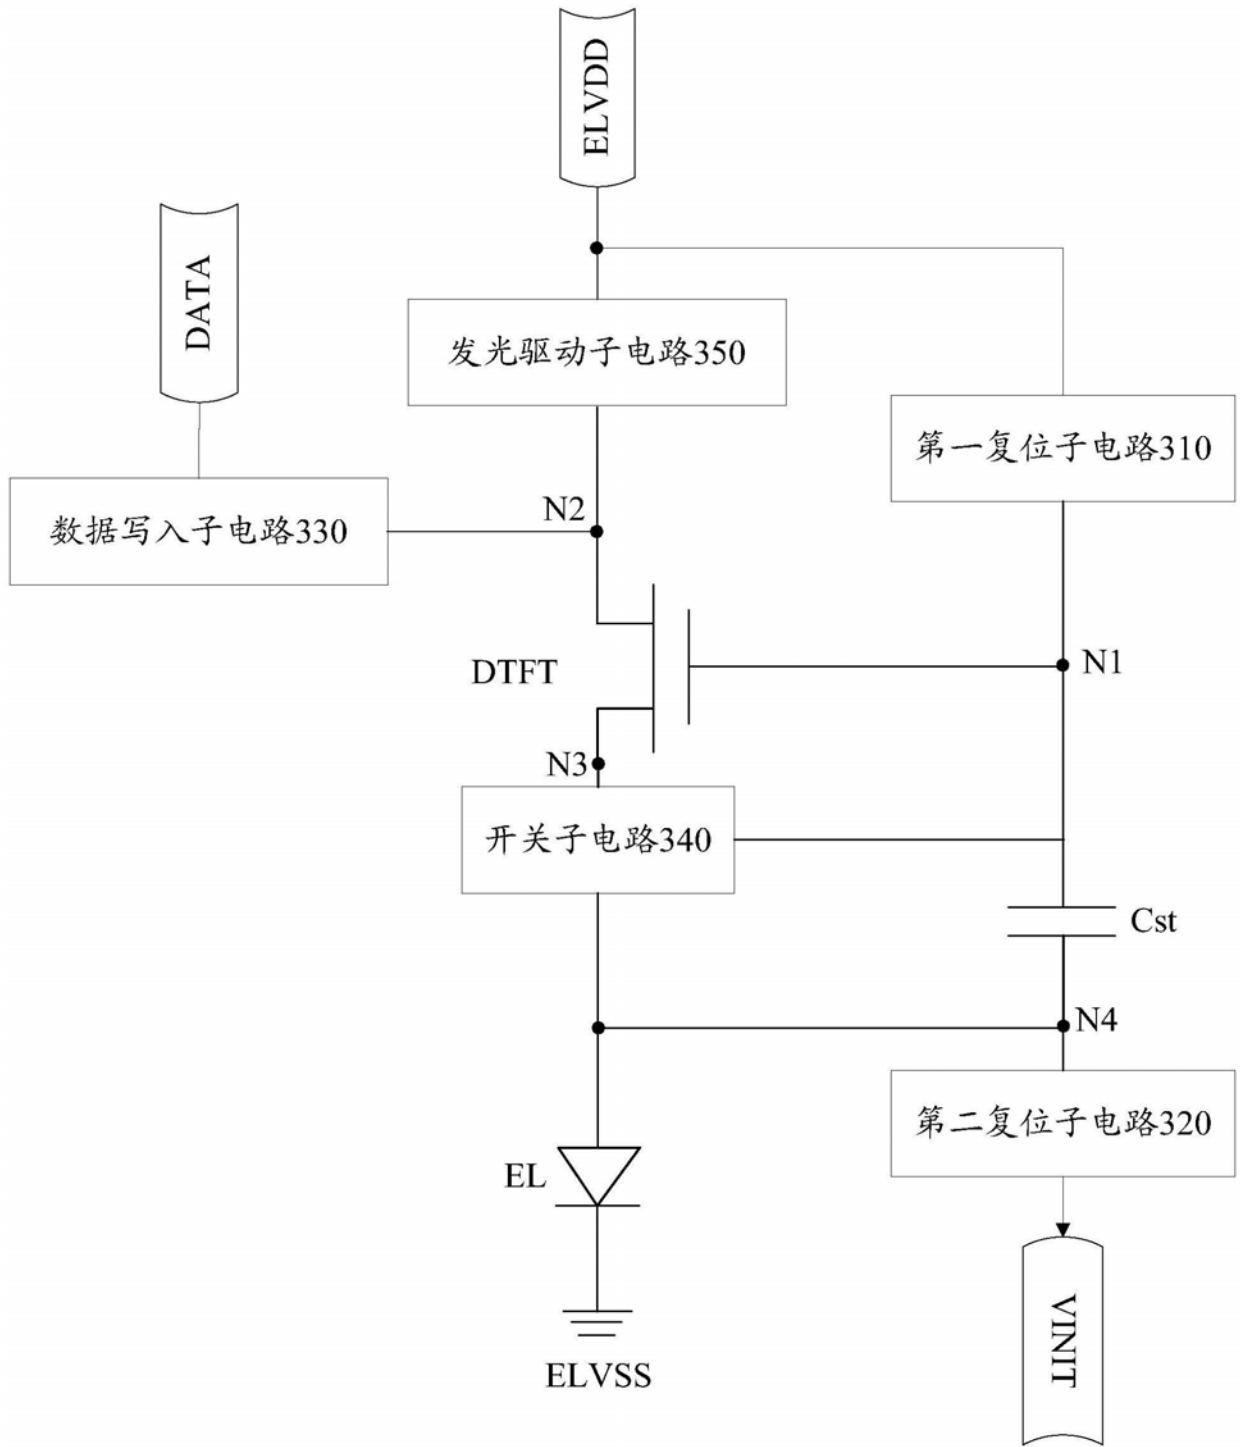 ELVDD
DATA
发光驱动子电路350
第一复位子电路310
N2
数据写入子电路330
DTFT
N1
N3
开关子电路340
Cst
N4
第二复位子电路320
EL
VINIT
ELVSS